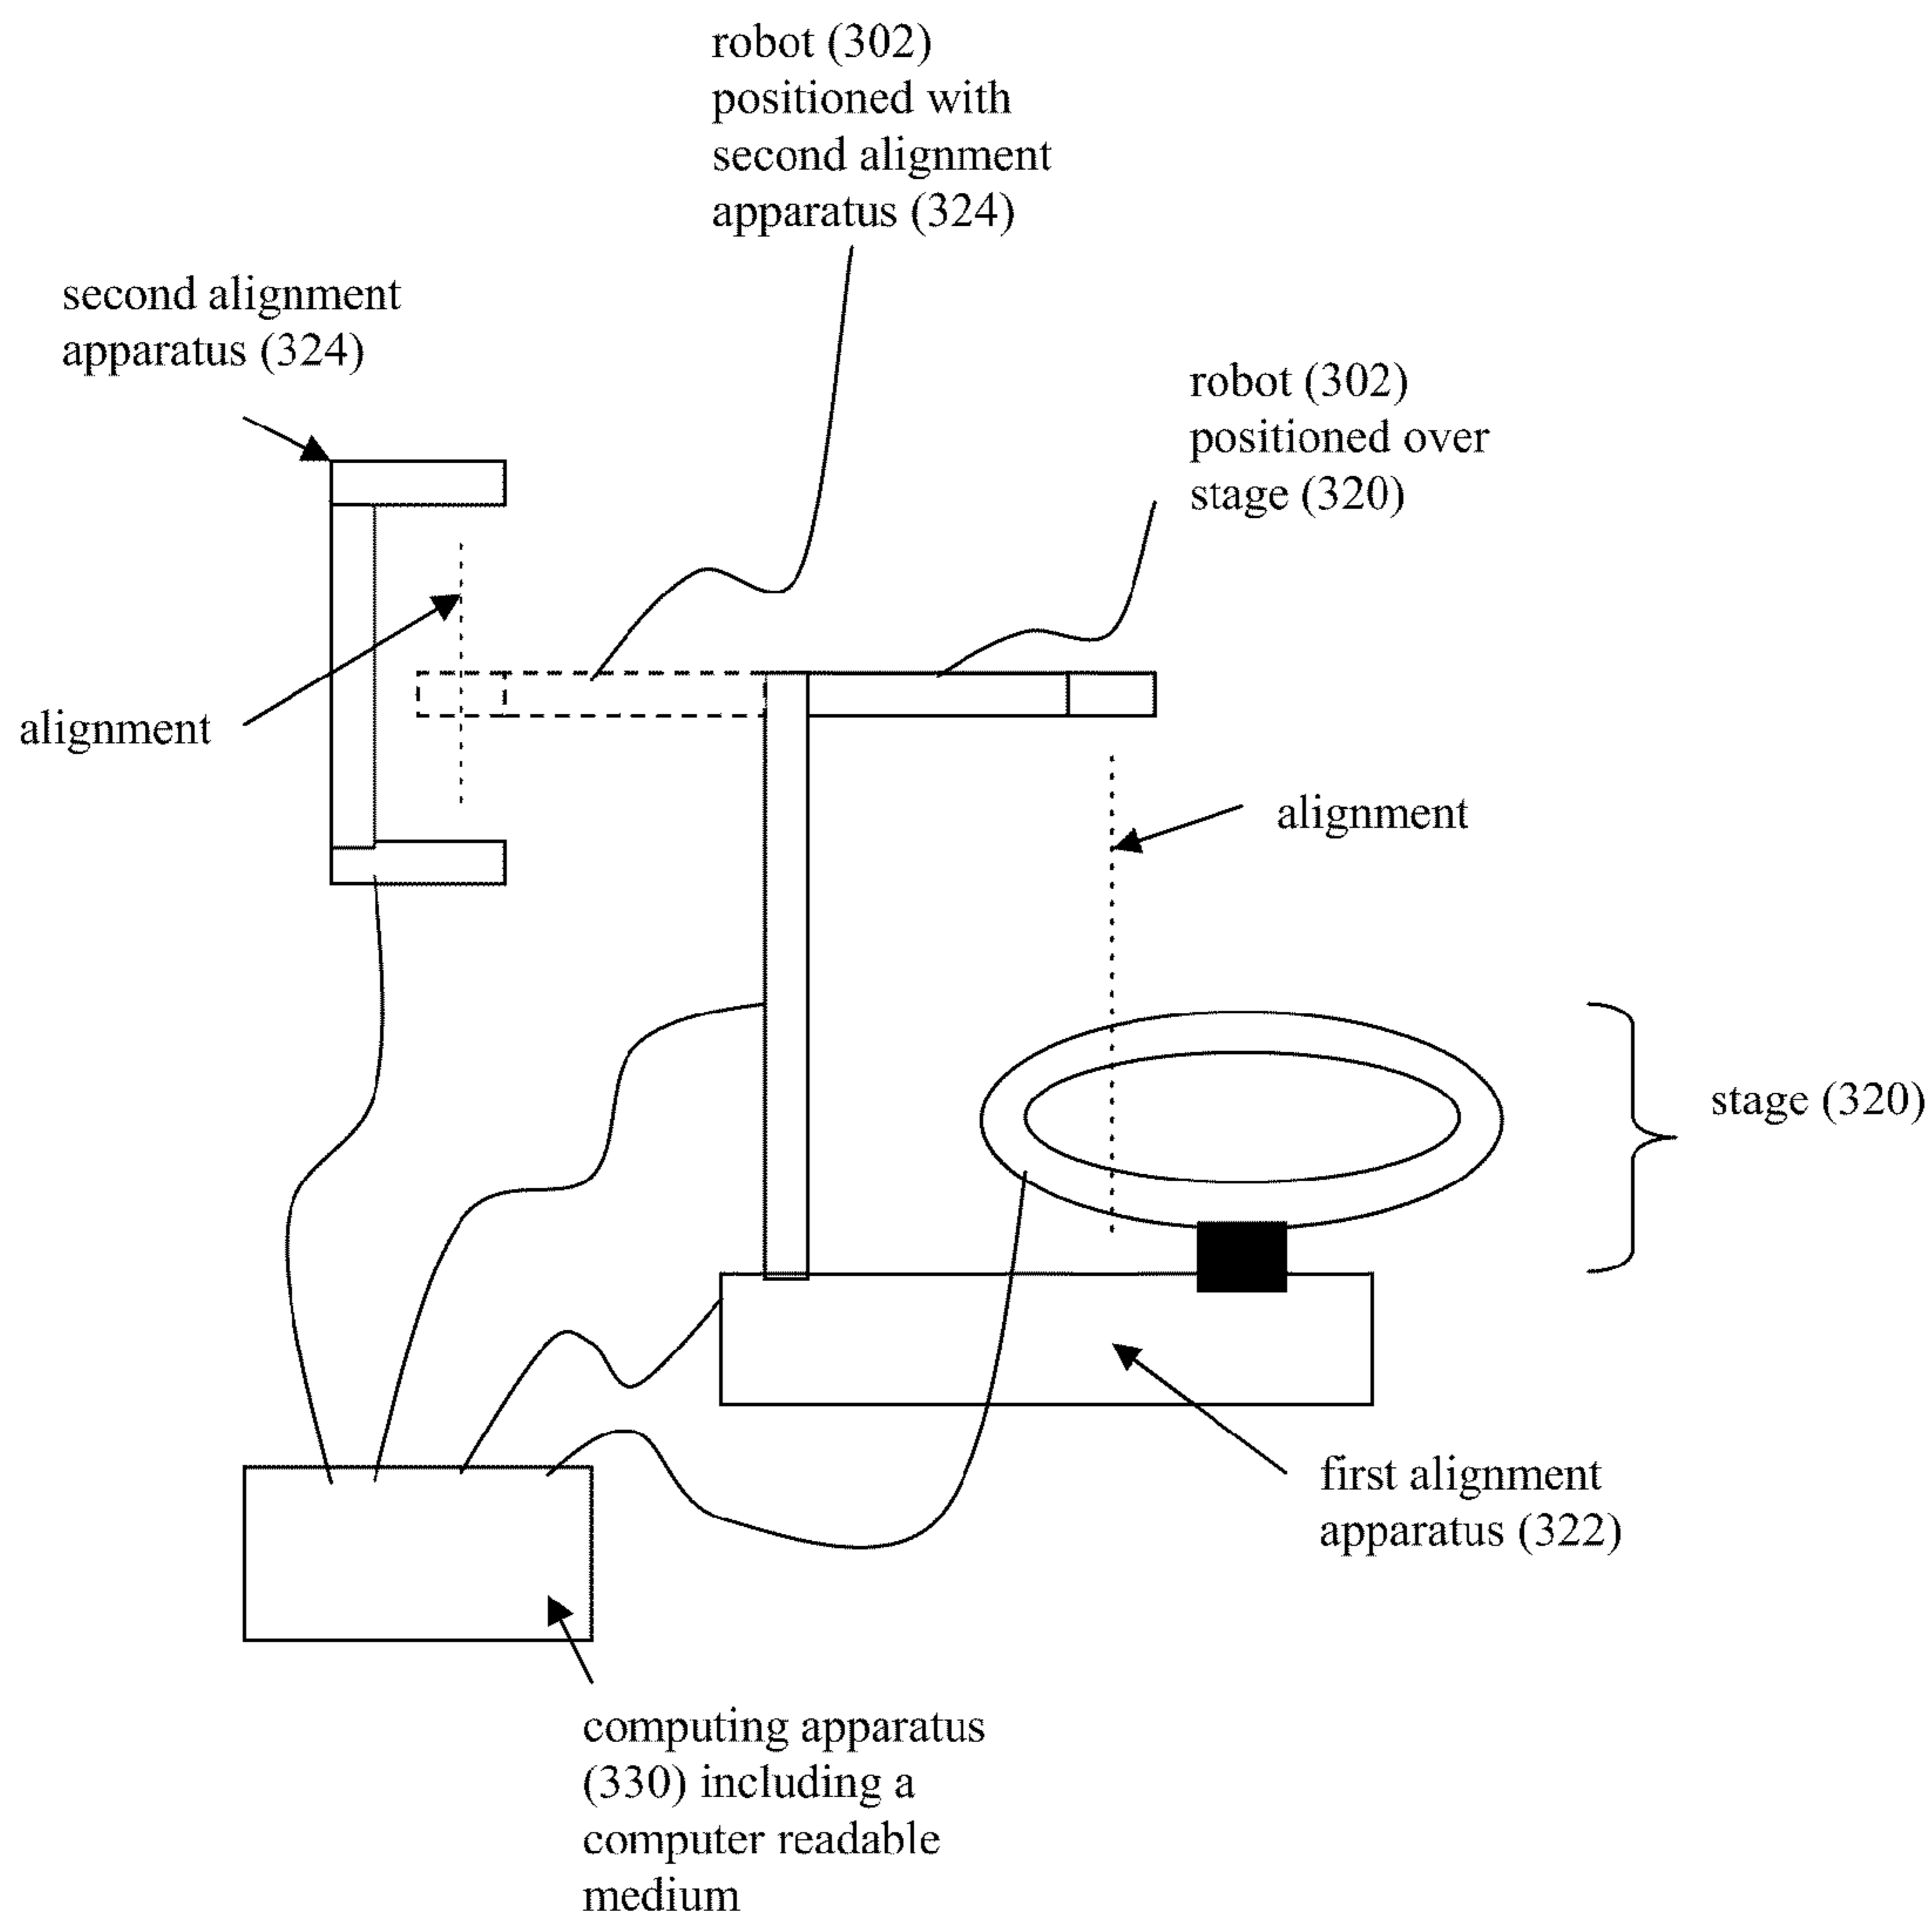 robot (302)
positioned with
second alignment
apparatus (324)
second alignment
apparatus (324)
robot (302)
positioned over
stage (320)
alignment
alignment
stage (320)
first alignment
apparatus (322)
computing apparatus
(330) including a
computer readable
medium